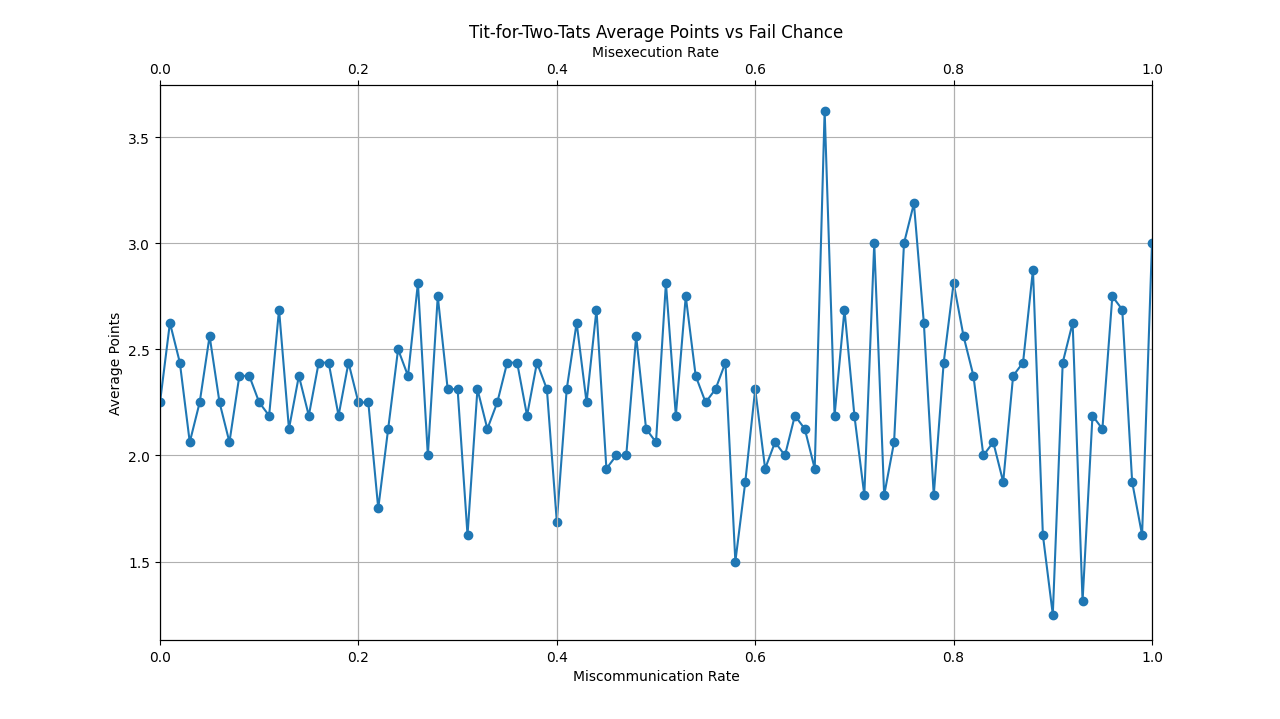 Tit-for-Two-Tats Average Points vs Fail Chance
Misexecution Rate
0.0 0.2 0.4 0.6 0.8 1.0
3.5
3.0
2.5
2.0
1.5
Average Points
0.0 0.2 0.4 0.6 0.8 1.0
Miscommunication Rate